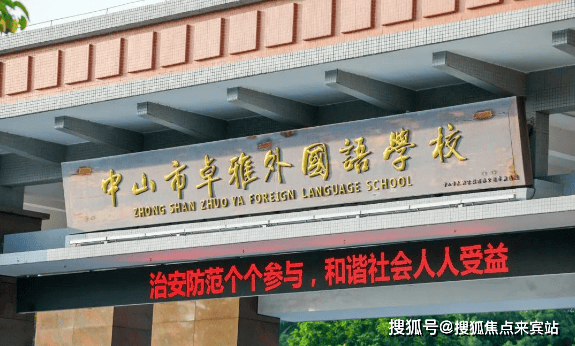 中山市卓雅外國語學校
ZHONG SHAN ZHUO YA FOREIGN LANGUAGE SCHOOL
治安防范个个参与，和谐社会人人受益
搜狐号@搜狐焦点来宾站